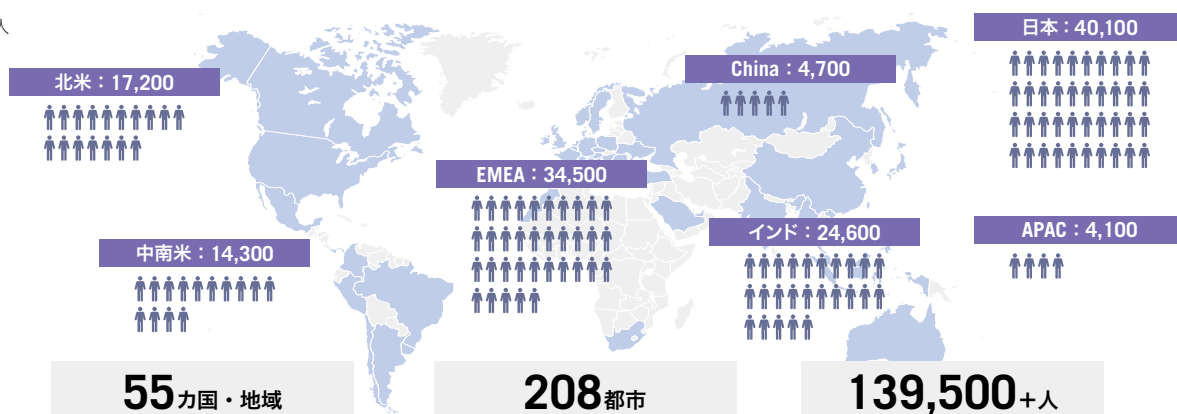 人
日本：40,100
北米：17,200
China：4,700
EMEA：34,500
インド：24,600
APAC：4,100
中南米：14,300
55カ国・地域
208都市
139,500+人